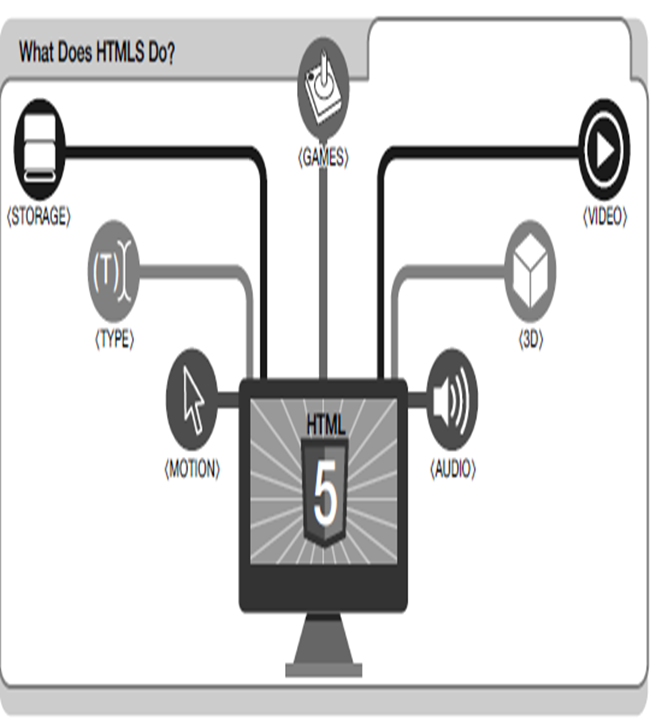 What Does HTMLS Do?
⟨GAMES⟩
⟨STORAGE⟩
⟨VIDEO⟩
(T)
⟨TYPE⟩
⟨3D⟩
⟨MOTION⟩
⟨AUDIO⟩
HTML
5